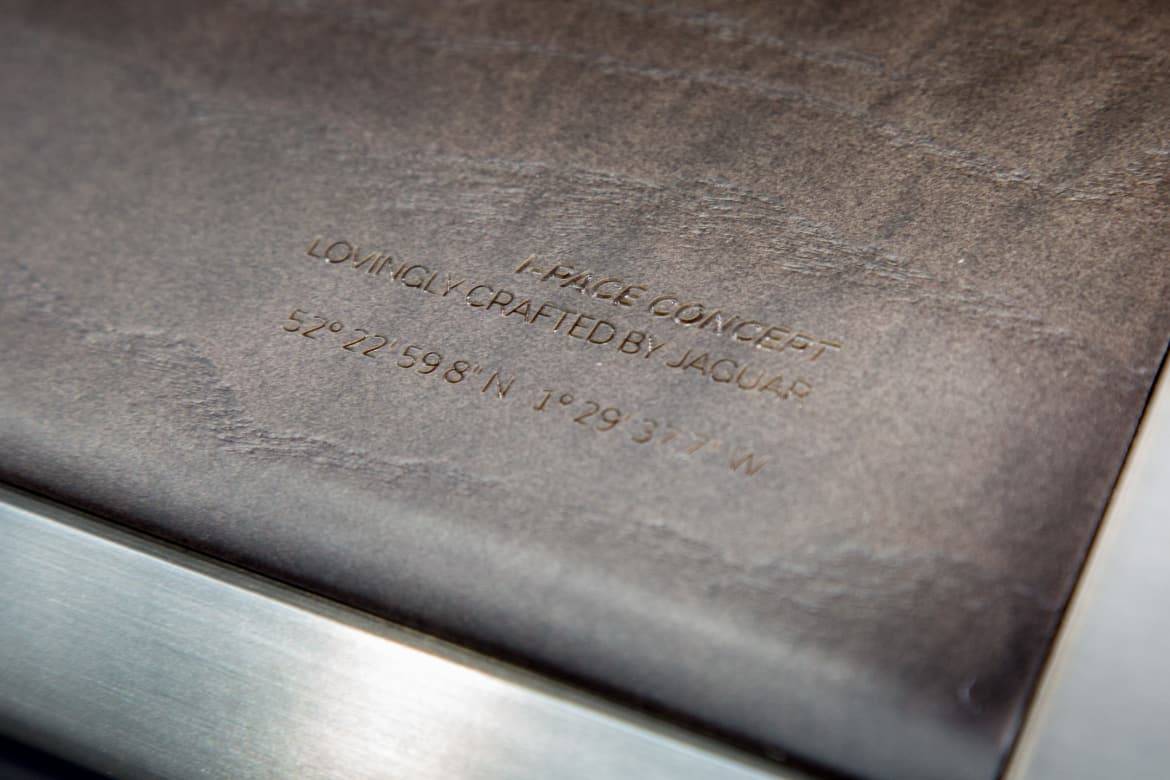 I-PACE CONCEPT
LOVINGLY CRAFTED BY JAGUAR
52° 22' 59.8" N 1° 29' 37.7" W